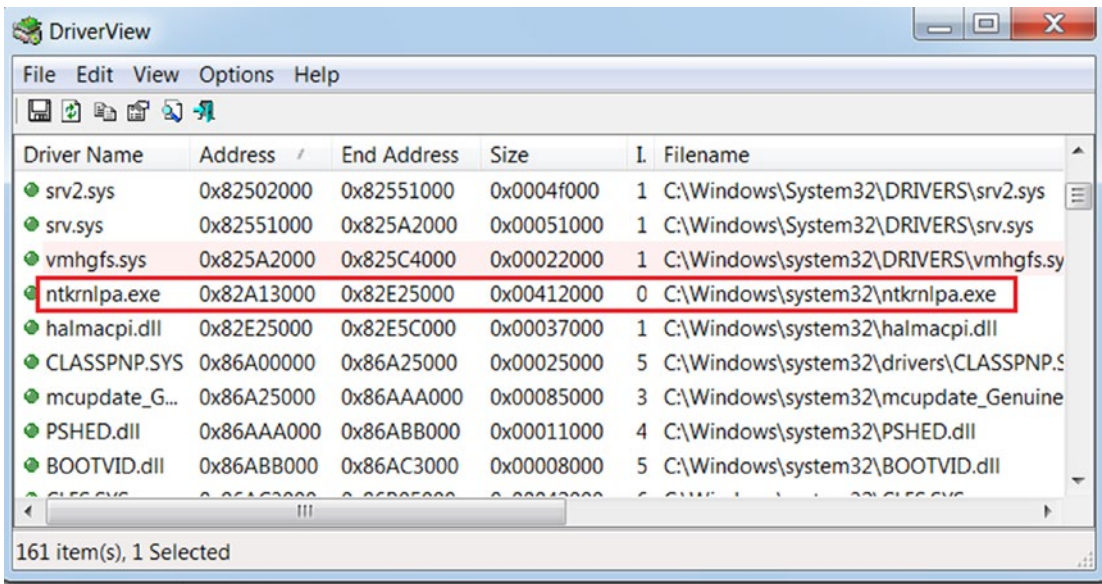 DriverView
File Edit View Options Help
Driver Name Address / End Address Size I. Filename
srv2.sys 0x82502000 0x82551000 0x0004f000 1 C:\Windows\System32\DRIVERS\srv2.sys
srv.sys 0x82551000 0x825A2000 0x00051000 1 C:\Windows\System32\DRIVERS\srv.sys
vmhgfs.sys 0x825A2000 0x825C4000 0x00022000 1 C:\Windows\system32\DRIVERS\vmhgfs.sy
ntkrnlpa.exe 0x82A13000 0x82E25000 0x00412000 0 C:\Windows\system32\ntkrnlpa.exe
halmacpi.dll 0x82E25000 0x82E5C000 0x00037000 1 C:\Windows\system32\halmacpi.dll
CLASSPNP.SYS 0x86A00000 0x86A25000 0x00025000 5 C:\Windows\system32\drivers\CLASSPNP.S
mcupdate_G... 0x86A25000 0x86AAA000 0x00085000 3 C:\Windows\system32\mcupdate_Genuine
PSHED.dll 0x86AAA000 0x86ABB000 0x00011000 4 C:\Windows\system32\PSHED.dll
BOOTVID.dll 0x86ABB000 0x86AC3000 0x00008000 5 C:\Windows\system32\BOOTVID.dll
161 item(s), 1 Selected